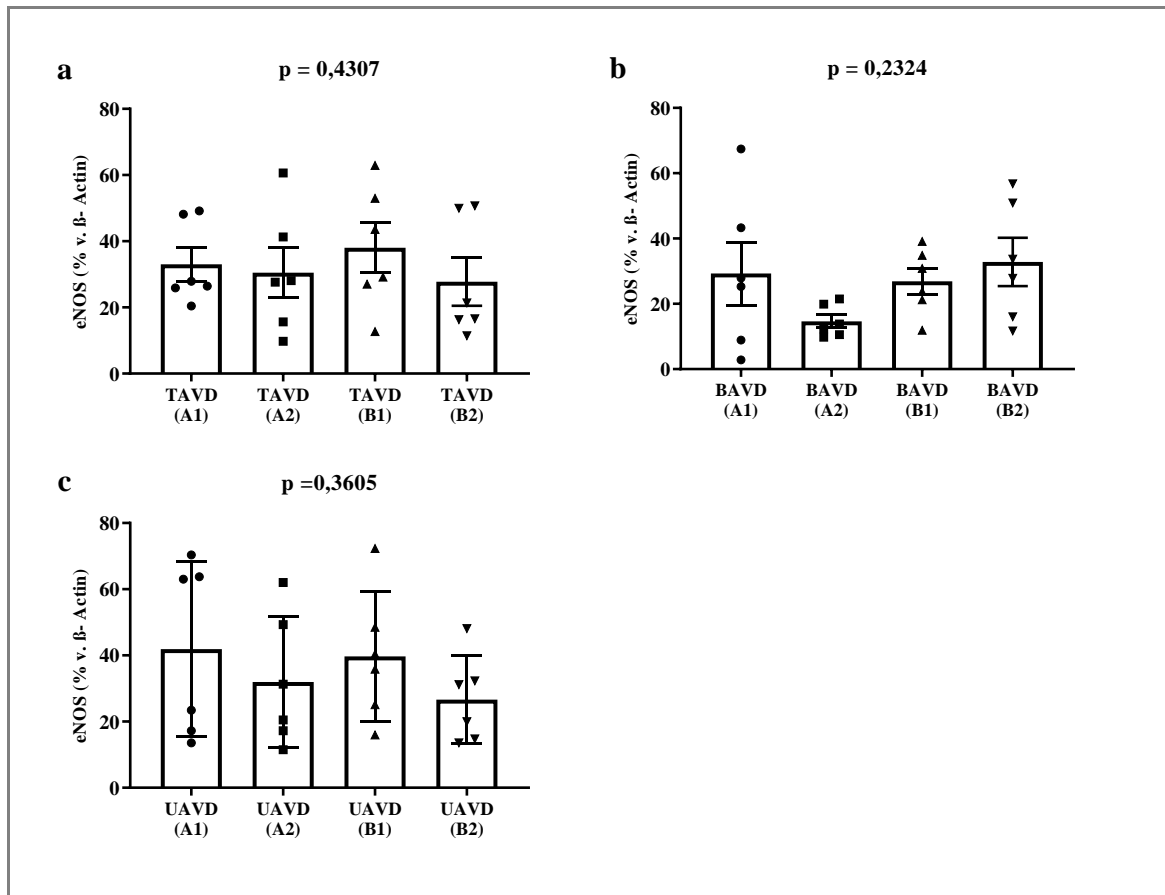 a
p = 0,4307
eNOS (% v. ß- Actin)
80
60
40
20
0
TAVD TAVD TAVD TAVD
(A1) (A2) (B1) (B2)
b
p = 0,2324
eNOS (% v. ß- Actin)
80
60
40
20
0
BAVD BAVD BAVD BAVD
(A1) (A2) (B1) (B2)
c
p =0,3605
eNOS (% v. ß- Actin)
80
60
40
20
0
UAVD UAVD UAVD UAVD
(A1) (A2) (B1) (B2)